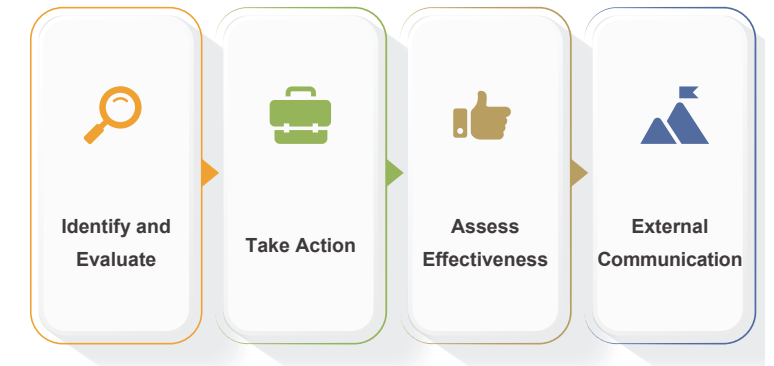 Identify and
Evaluate
Take Action
Assess
Effectiveness
External
Communication